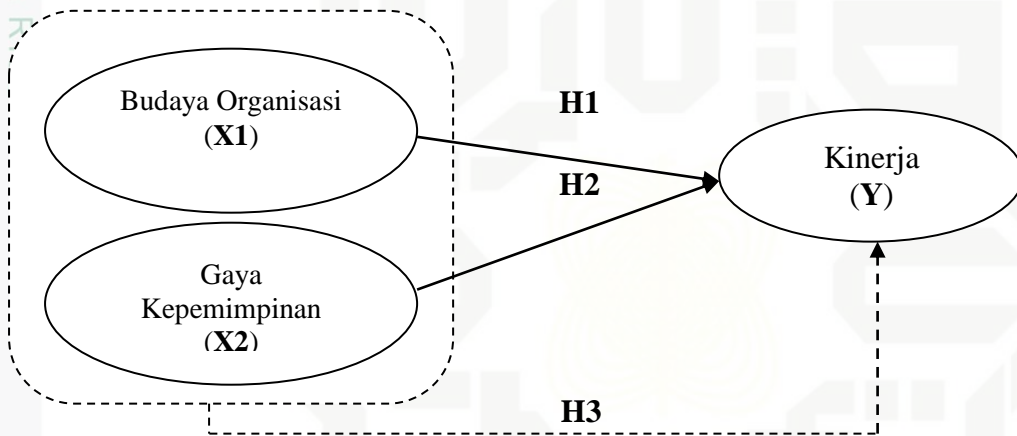 Budaya Organisasi
(X1)
H1
Kinerja
(Y)
H2
Gaya
Kepemimpinan
(X2)
H3